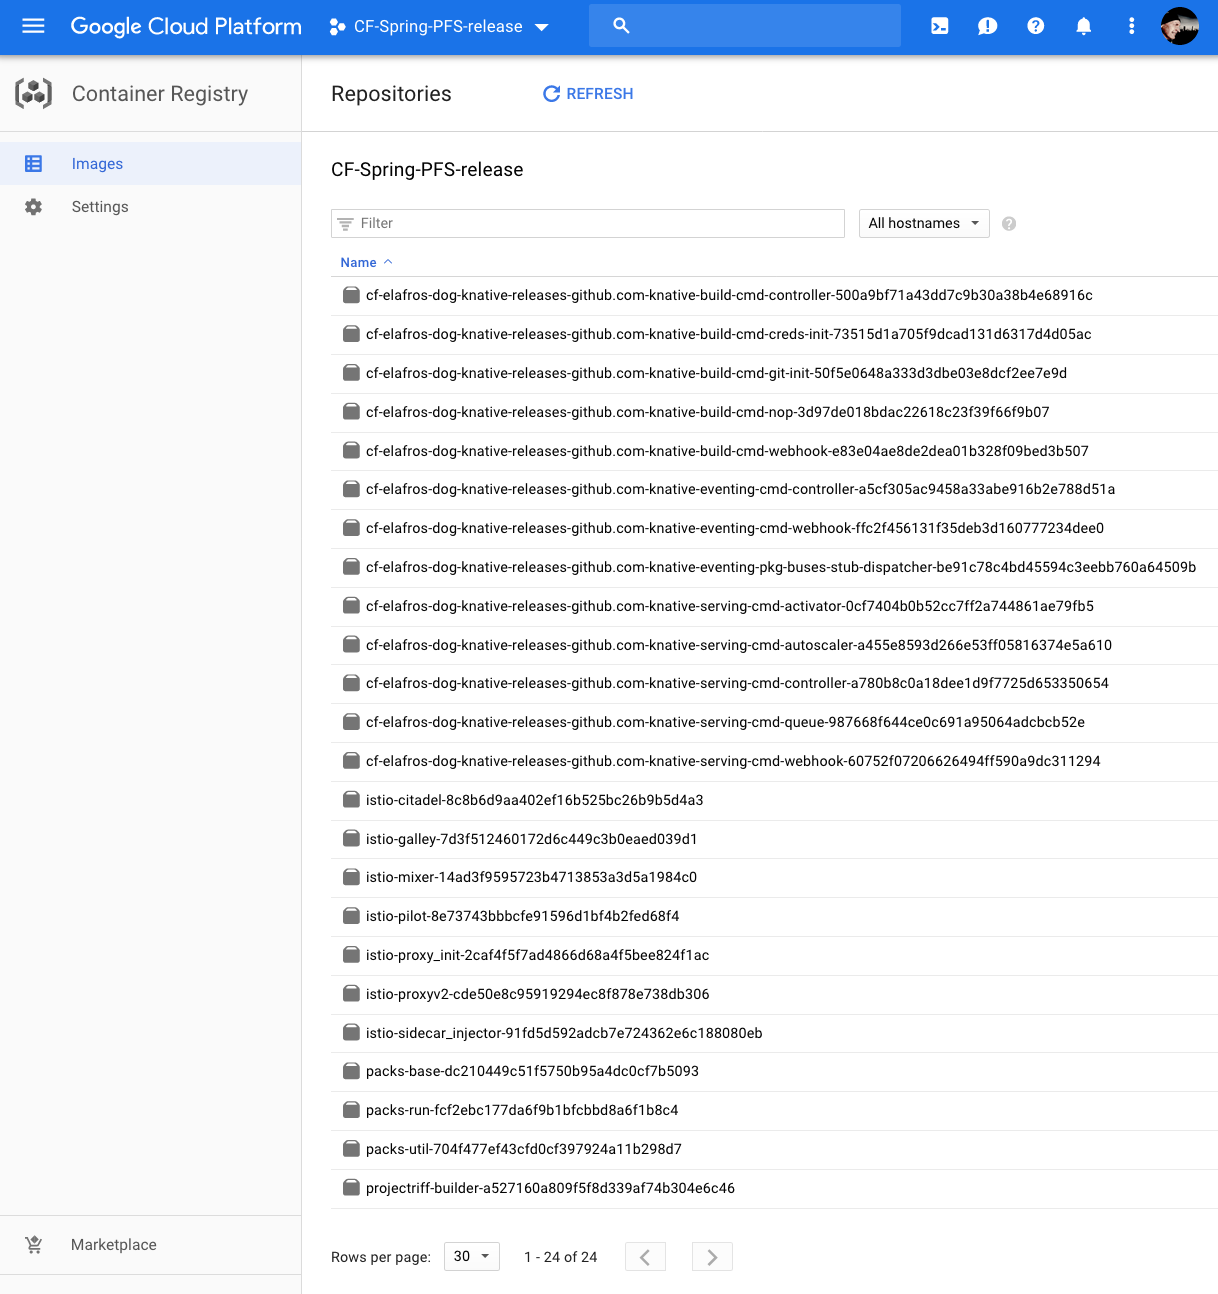 Google Cloud Platform
CF-Spring-PFS-release
Container Registry
Images
Settings
Marketplace
Repositories
REFRESH
CF-Spring-PFS-release
Filter
All hostnames
Name
cf-elafros-dog-knative-releases-github.com-knative-build-cmd-controller-500a9bf71a43dd7c9b30a38b4e68916c
cf-elafros-dog-knative-releases-github.com-knative-build-cmd-creds-init-73515d1a705f9dcad131d6317d4d05ac
cf-elafros-dog-knative-releases-github.com-knative-build-cmd-git-init-50f5e0648a333d3dbe03e8dcf2ee7e9d
cf-elafros-dog-knative-releases-github.com-knative-build-cmd-nop-3d97de018bdac22618c23f39f66f9b07
cf-elafros-dog-knative-releases-github.com-knative-build-cmd-webhook-e83e04ae8de2dea01b328f09bed3b507
cf-elafros-dog-knative-releases-github.com-knative-eventing-cmd-controller-a5cf305ac9458a33abe916b2e788d51a
cf-elafros-dog-knative-releases-github.com-knative-eventing-cmd-webhook-ffc2f456131f35deb3d160777234dee0
cf-elafros-dog-knative-releases-github.com-knative-eventing-pkg-buses-stub-dispatcher-be91c78c4bd45594c3eebb760a64509b
cf-elafros-dog-knative-releases-github.com-knative-serving-cmd-activator-0cf7404b0b52cc7ff2a744861ae79fb5
cf-elafros-dog-knative-releases-github.com-knative-serving-cmd-autoscaler-a455e8593d266e53ff05816374e5a610
cf-elafros-dog-knative-releases-github.com-knative-serving-cmd-controller-a780b8c0a18dee1d9f7725d653350654
cf-elafros-dog-knative-releases-github.com-knative-serving-cmd-queue-987668f644ce0c691a95064adcbcb52e
cf-elafros-dog-knative-releases-github.com-knative-serving-cmd-webhook-60752f07206626494ff590a9dc311294
istio-citadel-8c8b6d9aa402ef16b525bc26b9b5d4a3
istio-galley-7d3f512460172d6c449c3b0eaed039d1
istio-mixer-14ad3f9595723b4713853a3d5a1984c0
istio-pilot-8e73743bbbcfe91596d1bf4b2fed68f4
istio-proxy_init-2caf4f5f7ad4866d68a4f5bee824f1ac
istio-proxyv2-cde50e8c95919294ec8f878e738db306
istio-sidecar_injector-91fd5d592adcb7e724362e6c188080eb
packs-base-dc210449c51f5750b95a4dc0cf7b5093
packs-run-fcf2ebc177da6f9b1bfcbbd8a6f1b8c4
packs-util-704f477ef43cfd0cf397924a11b298d7
projectriff-builder-a527160a809f5f8d339af74b304e6c46
Rows per page: 30 1 - 24 of 24